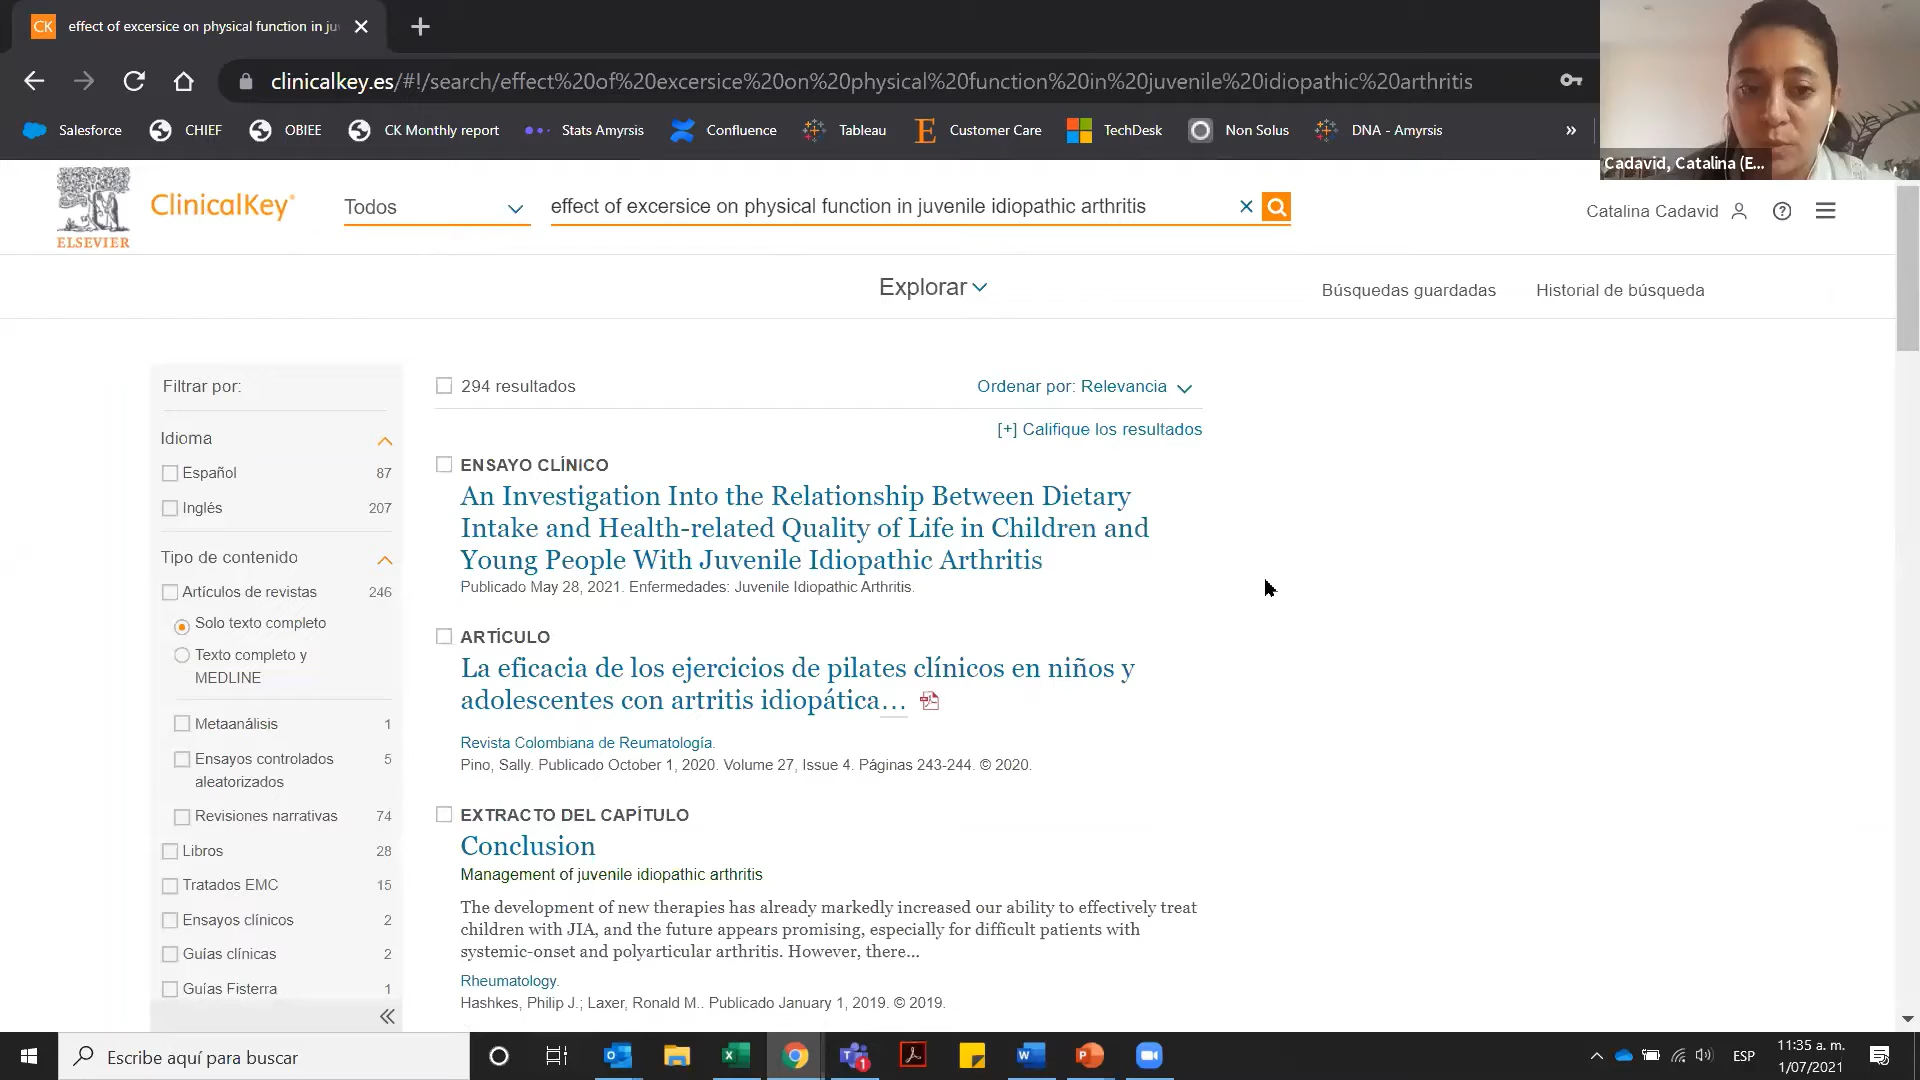 CK effect of excersice on physical function in ju
clinicalkey.es/#!/search/effect%20of%20excersice%20on%20physical%20function%20in%20juvenile%20idiopathic%20arthritis
Salesforce CHIEF OBIEE CK Monthly report Stats Amyrsis Confluence Tableau E Customer Care TechDesk Non Solus DNA - Amyrsis »
Cadavid, Catalina (E...
ELSEVIER
ClinicalKey®
Todos
effect of excersice on physical function in juvenile idiopathic arthritis
Catalina Cadavid
Explorar
Búsquedas guardadas
Historial de búsqueda
Filtrar por:
Idioma
Español 87
Inglés 207
Tipo de contenido
Artículos de revistas 246
Solo texto completo
Texto completo y
MEDLINE
Metaanálisis 1
Ensayos controlados 5
aleatorizados
Revisiones narrativas 74
Libros 28
Tratados EMC 15
Ensayos clínicos 2
Guías clínicas 2
Guías Fisterra 1
294 resultados
Ordenar por: Relevancia
[+] Califique los resultados
ENSAYO CLÍNICO
An Investigation Into the Relationship Between Dietary
Intake and Health-related Quality of Life in Children and
Young People With Juvenile Idiopathic Arthritis
Publicado May 28, 2021. Enfermedades: Juvenile Idiopathic Arthritis.
ARTÍCULO
La eficacia de los ejercicios de pilates clínicos en niños y
adolescentes con artritis idiopática...
Revista Colombiana de Reumatología.
Pino, Sally. Publicado October 1, 2020. Volume 27, Issue 4. Páginas 243-244. © 2020.
EXTRACTO DEL CAPÍTULO
Conclusion
Management of juvenile idiopathic arthritis
The development of new therapies has already markedly increased our ability to effectively treat
children with JIA, and the future appears promising, especially for difficult patients with
systemic-onset and polyarticular arthritis. However, there...
Rheumatology.
Hashkes, Philip J.; Laxer, Ronald M.. Publicado January 1, 2019. © 2019.
Escribe aquí para buscar
ESP
11:35 a. m.
1/07/2021